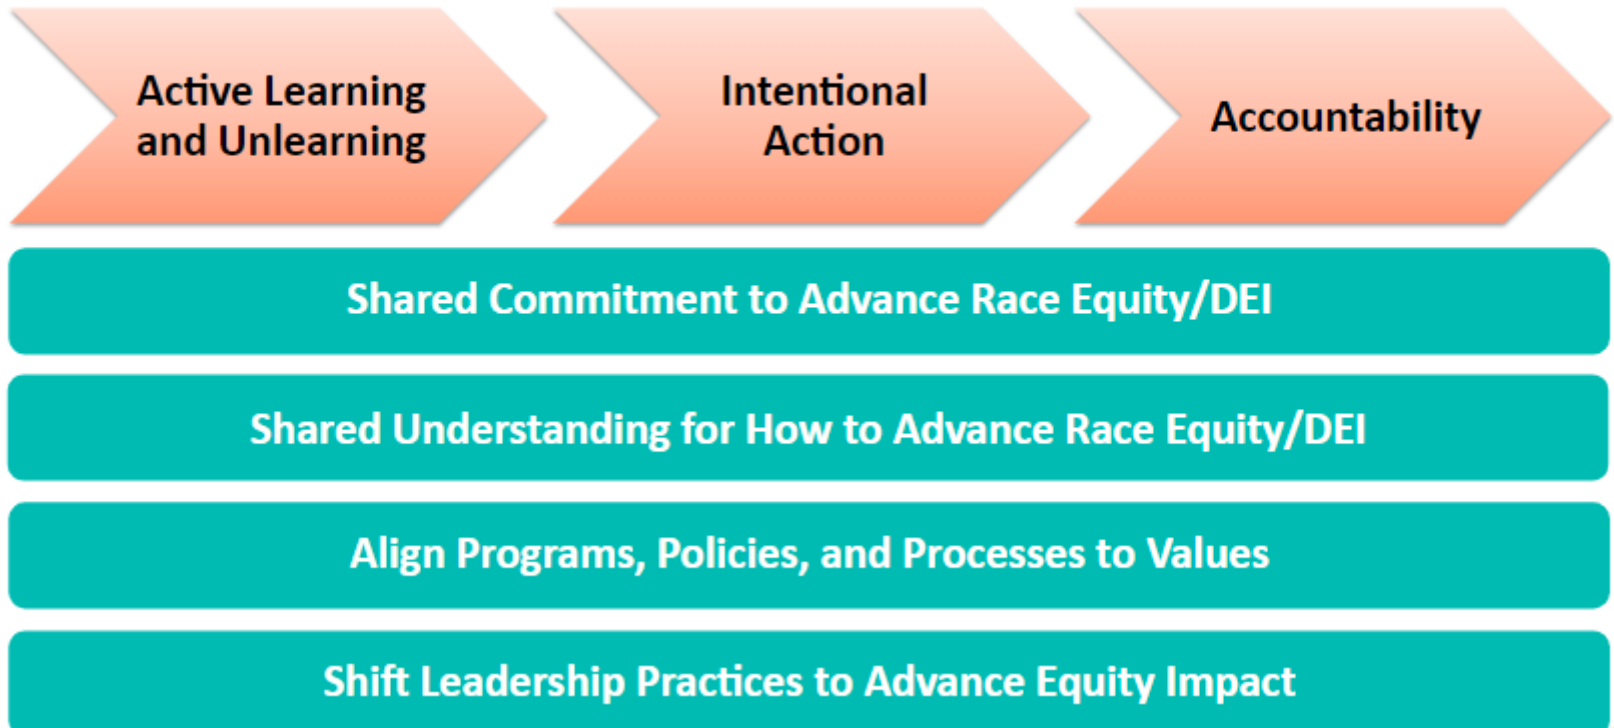 Active Learning
and Unlearning
Intentional
Action
Accountability
Shared Commitment to Advance Race Equity/DEI
Shared Understanding for How to Advance Race Equity/DEI
Align Programs, Policies, and Processes to Values
Shift Leadership Practices to Advance Equity Impact